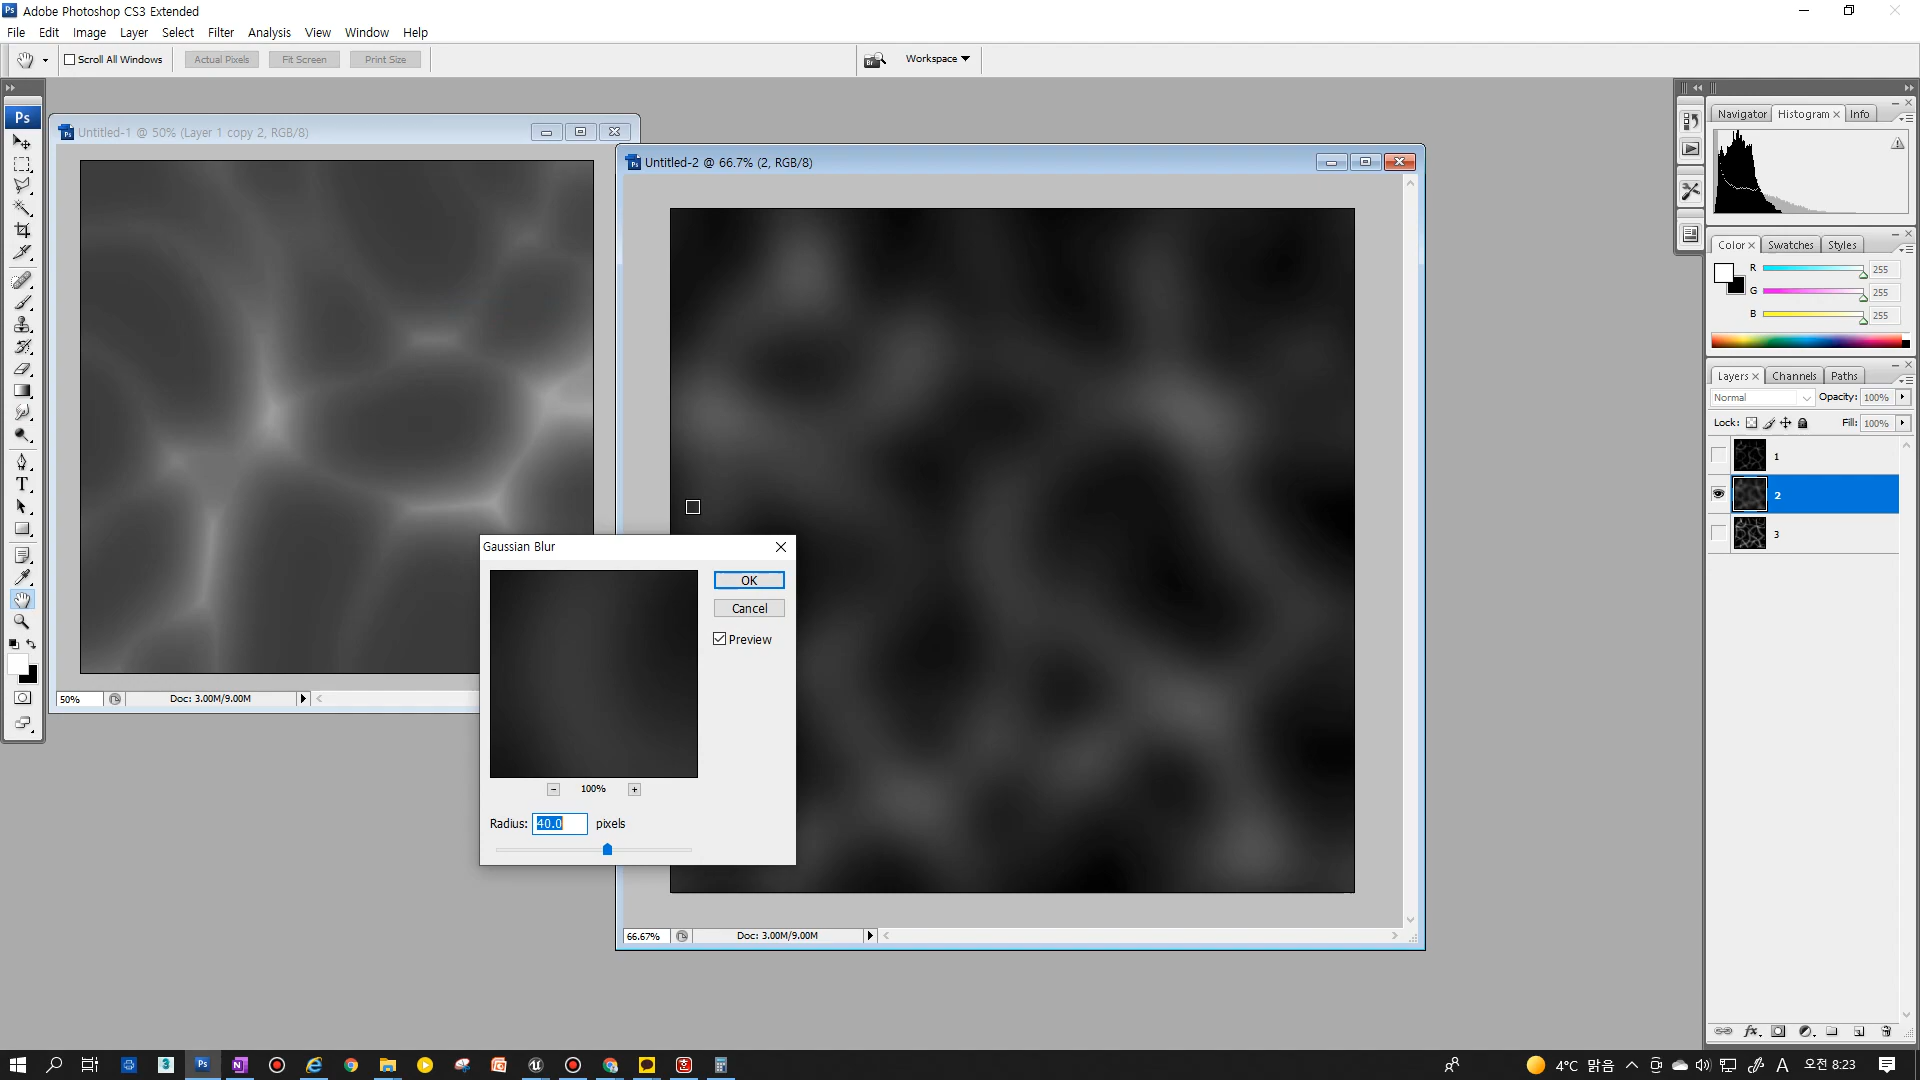 Ps Adobe Photoshop CS3 Extended
File Edit Image Layer Select Filter Analysis View Window Help
Scroll All Windows Actual Pixels Fit Screen Print Size Workspace
Ps
Untitled-1 @ 50% (Layer 1 copy 2, RGB/8)
50% Doc: 3.00M/9.00M
Untitled-2 @ 66.7% (2, RGB/8)
66.67% Doc: 3.00M/9.00M
Gaussian Blur
OK
Cancel
Preview
100%
Radius: 40.0 pixels
Navigator Histogram Info
Color Swatches Styles
R 255
G 255
B 255
Layers Channels Paths
Normal Opacity: 100%
Lock: Fill: 100%
1
2
3
4°C 맑음 A 오전 8:23